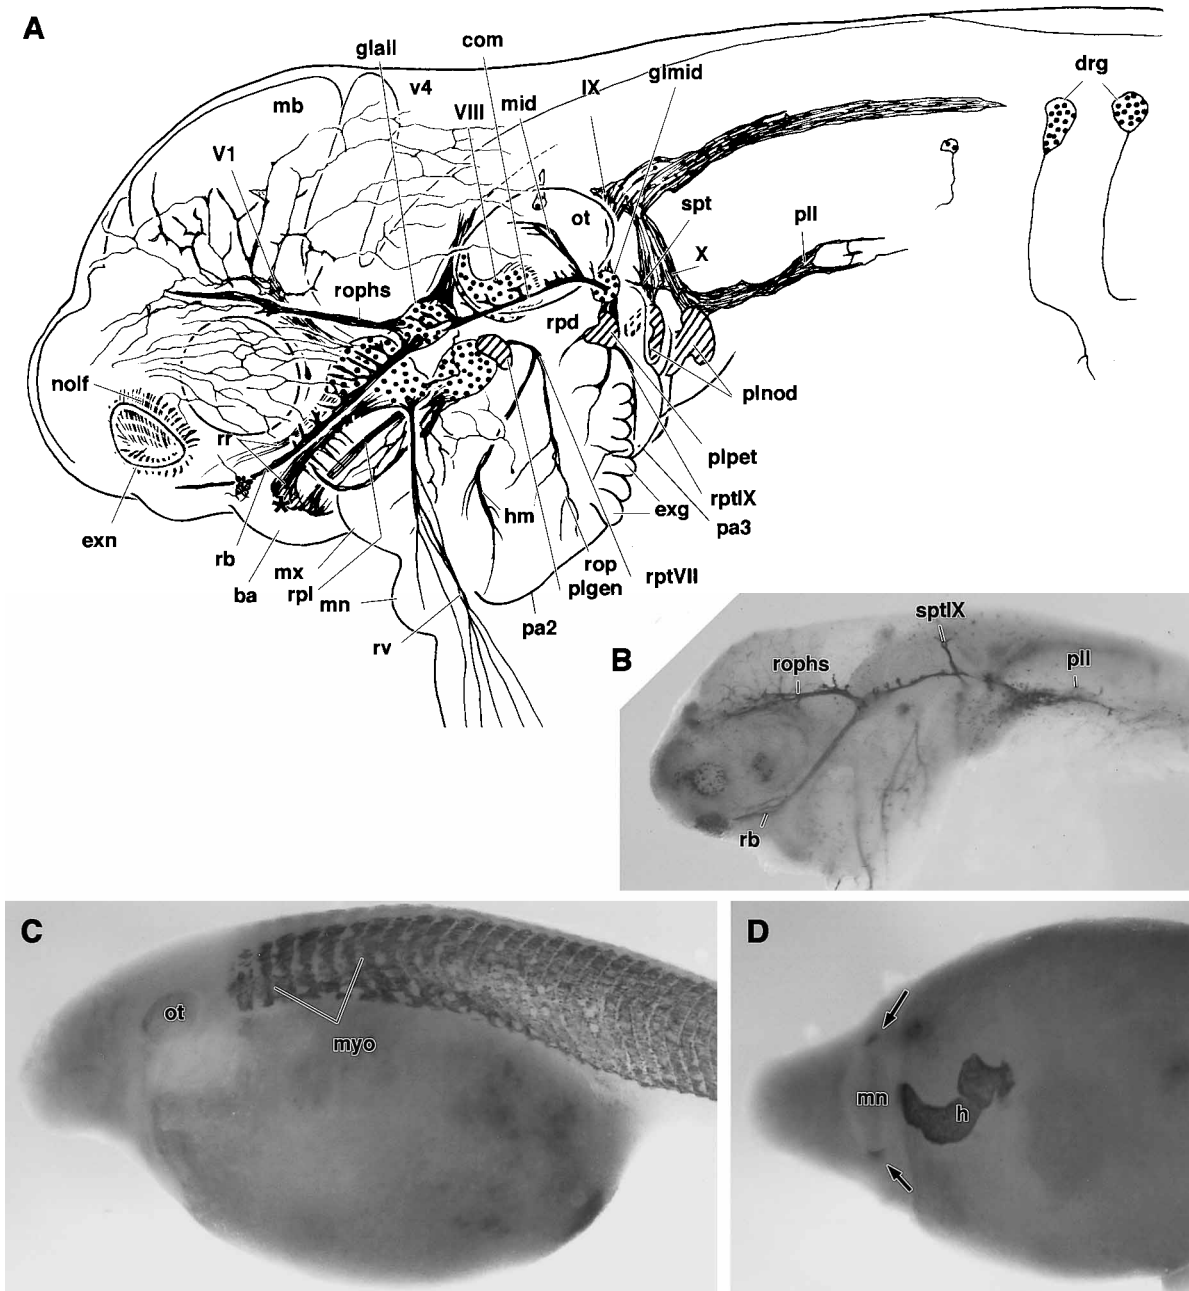 A
glall
com
drg
mb
v4
IX
glmid
VIII
mid
V1
ot
spt
pll
X
rophs
rpd
nolf
plnod
rr
plpet
rptIX
exg
pa3
hm
exn
rb
mx
rop
rptVII
ba
rpl
mn
plgen
pa2
rv
B
sptIX
rophs
pll
rb
C
ot
myo
D
mn
h